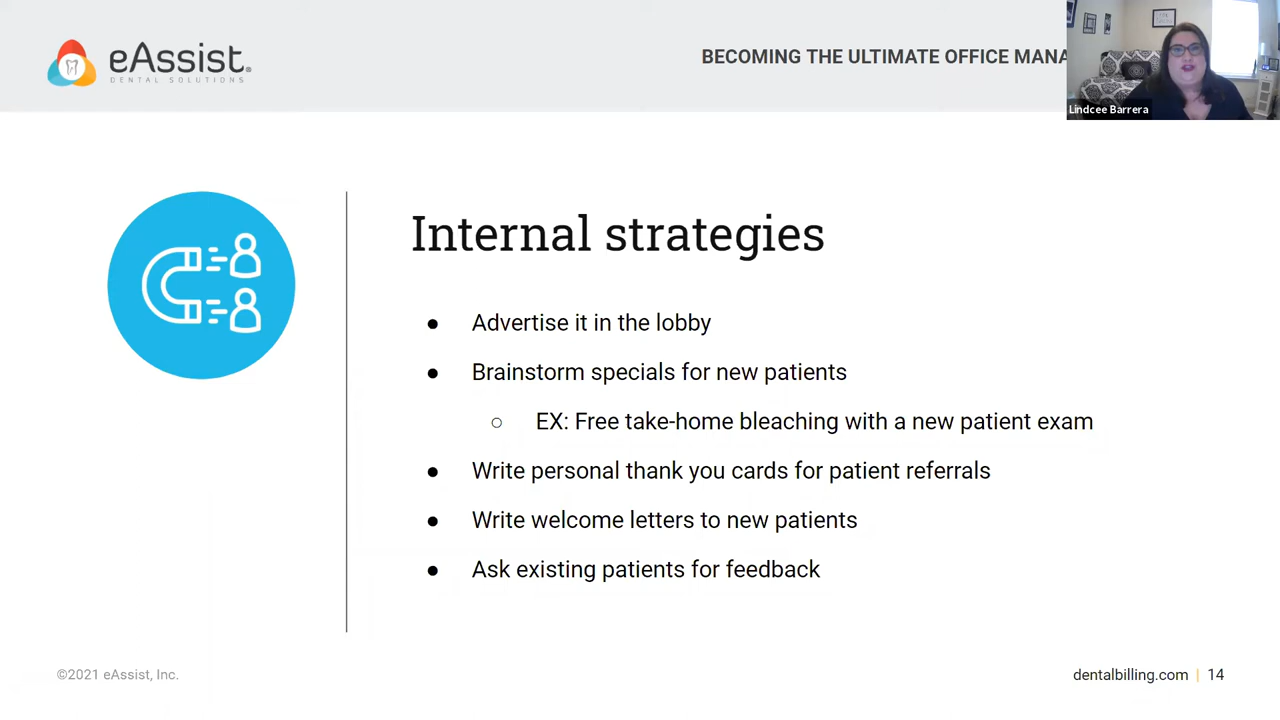 eAssist.
DENTAL SOLUTIONS
BECOMING THE ULTIMATE OFFICE MANA
Lindcee Barrera
Internal strategies
● Advertise it in the lobby
● Brainstorm specials for new patients
○ EX: Free take-home bleaching with a new patient exam
● Write personal thank you cards for patient referrals
● Write welcome letters to new patients
● Ask existing patients for feedback
©2021 eAssist, Inc.
dentalbilling.com | 14